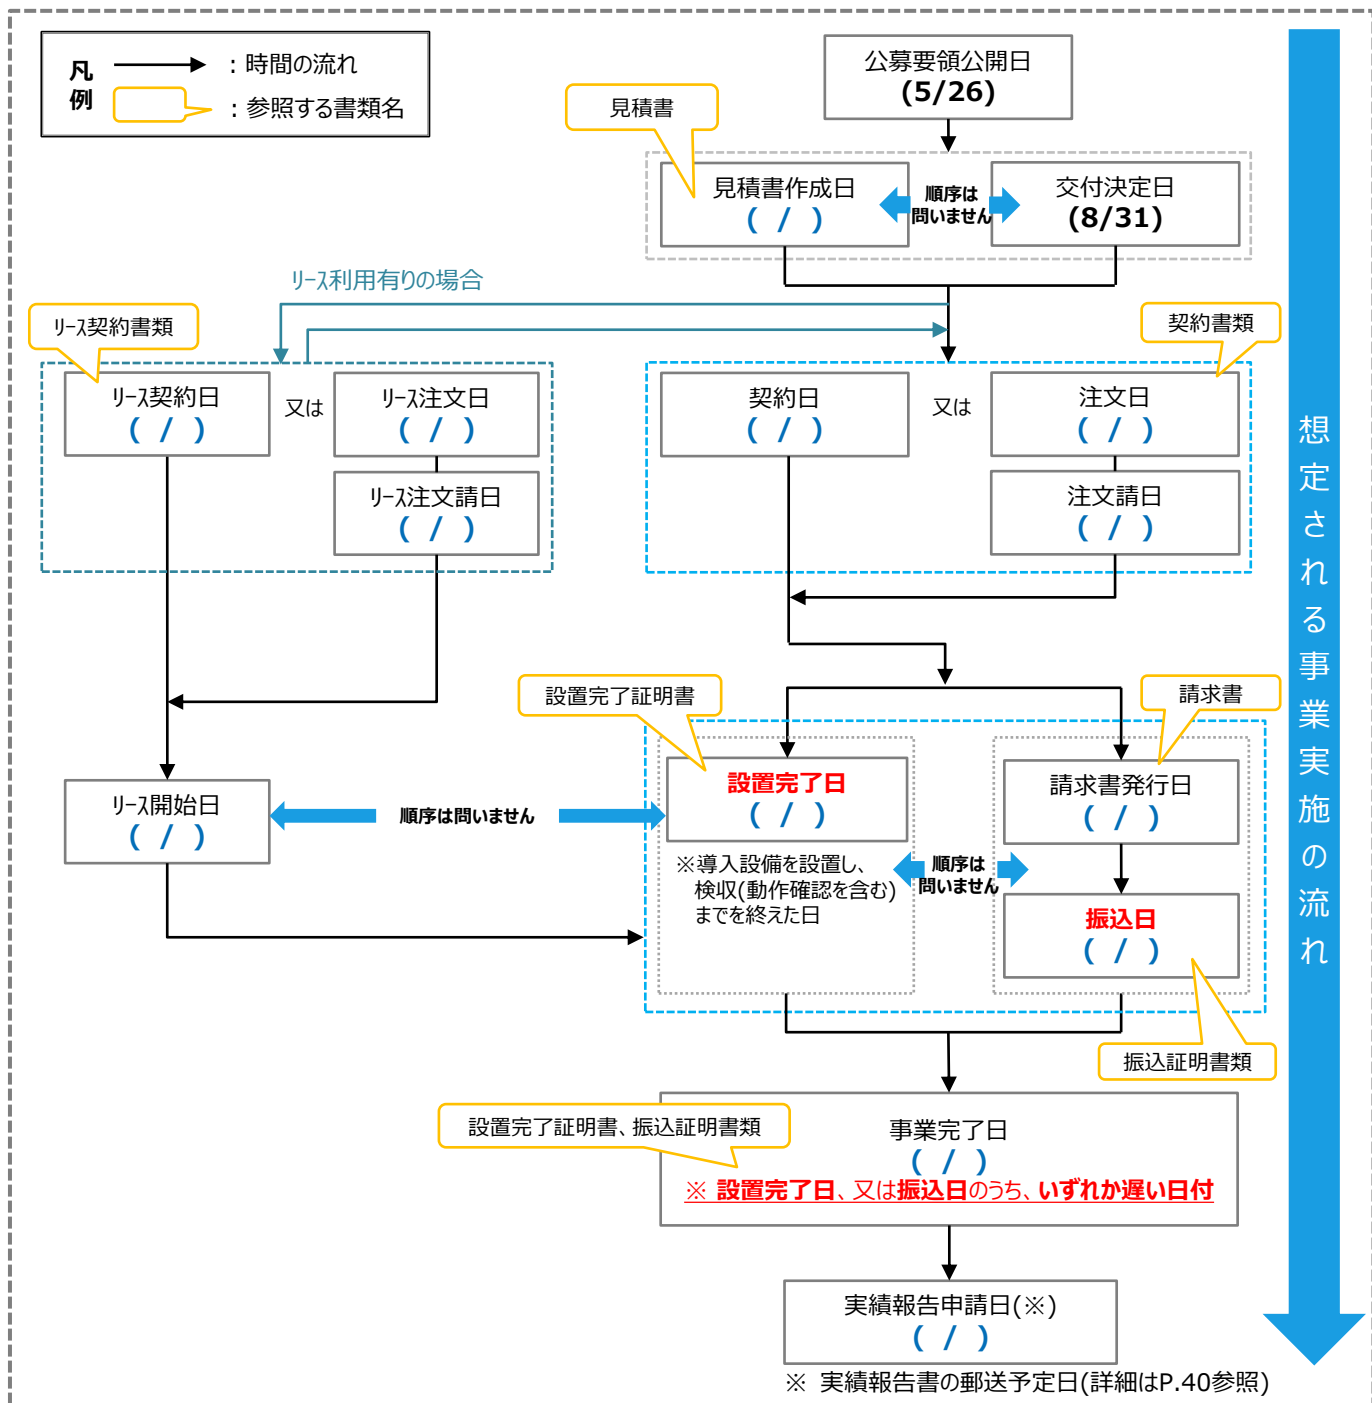 凡
例
：時間の流れ
：参照する書類名
公募要領公開日
(5/26)
見積書
見積書作成日
( / )
順序は
問いません
交付決定日
(8/31)
リース利用有りの場合
リース契約書類
契約書類
リース契約日
( / )
又は
リース注文日
( / )
リース注文請日
( / )
契約日
( / )
又は
注文日
( / )
注文請日
( / )
設置完了証明書
請求書
リース開始日
( / )
順序は問いません
設置完了日
( / )
※導入設備を設置し、
検収(動作確認を含む)
までを終えた日
順序は
問いません
請求書発行日
( / )
振込日
( / )
振込証明書類
設置完了証明書、振込証明書類
事業完了日
( / )
※ 設置完了日、又は振込日のうち、いずれか遅い日付
実績報告申請日(※)
( / )
※ 実績報告書の郵送予定日(詳細はP.40参照)
想定される事業実施の流れ